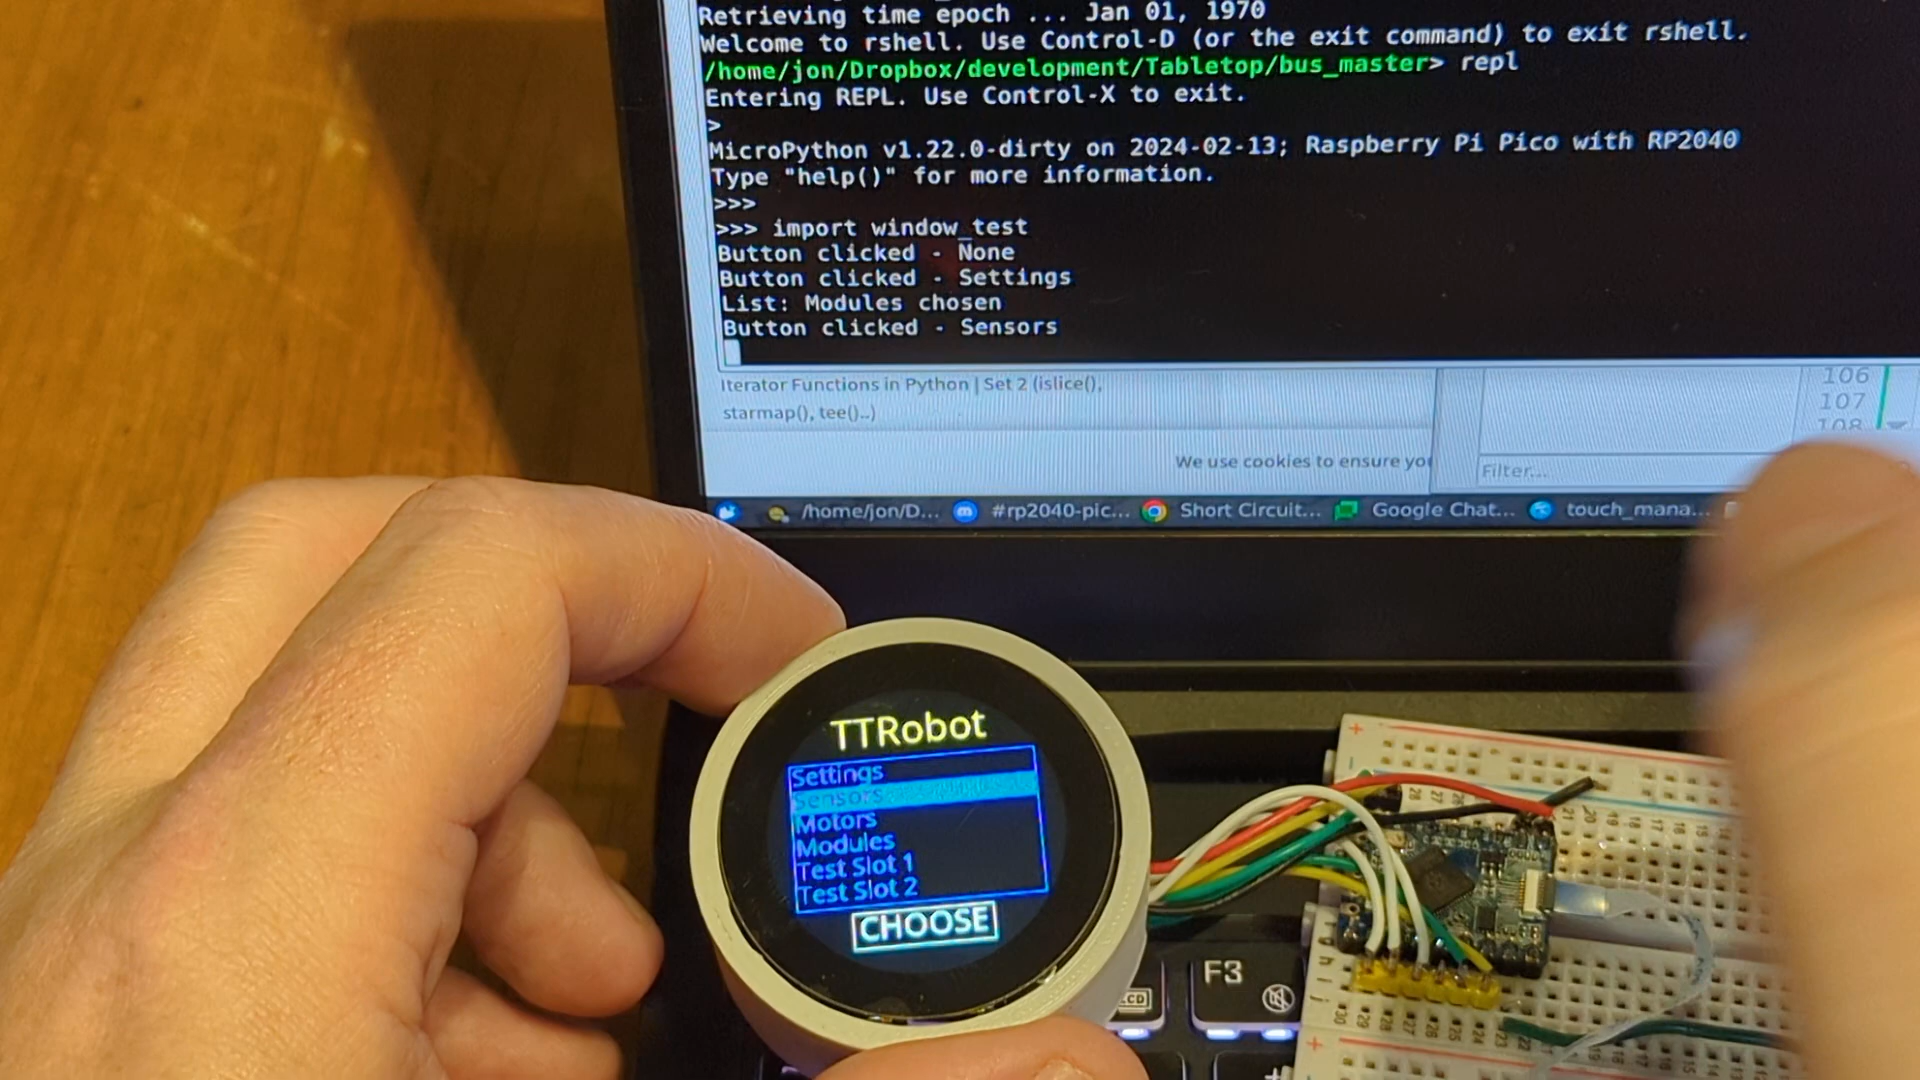 Retrieving time epoch ... Jan 01, 1970
Welcome to rshell. Use Control-D (or the exit command) to exit rshell.
/home/jon/Dropbox/development/Tabletop/bus_master> repl
Entering REPL. Use Control-X to exit.
>
MicroPython v1.22.0-dirty on 2024-02-13; Raspberry Pi Pico with RP2040
Type "help()" for more information.
>>>
>>> import window_test
Button clicked - None
Button clicked - Settings
List: Modules chosen
Button clicked - Sensors
Iterator Functions in Python | Set 2 (islice(),
starmap(), tee()..)
106
107
108
We use cookies to ensure you
Filter...
/home/jon/D... #rp2040-pic... Short Circuit... Google Chat... touch_mana...
TTRobot
Settings
Sensors
Motors
Modules
Test Slot 1
Test Slot 2
CHOOSE
F3